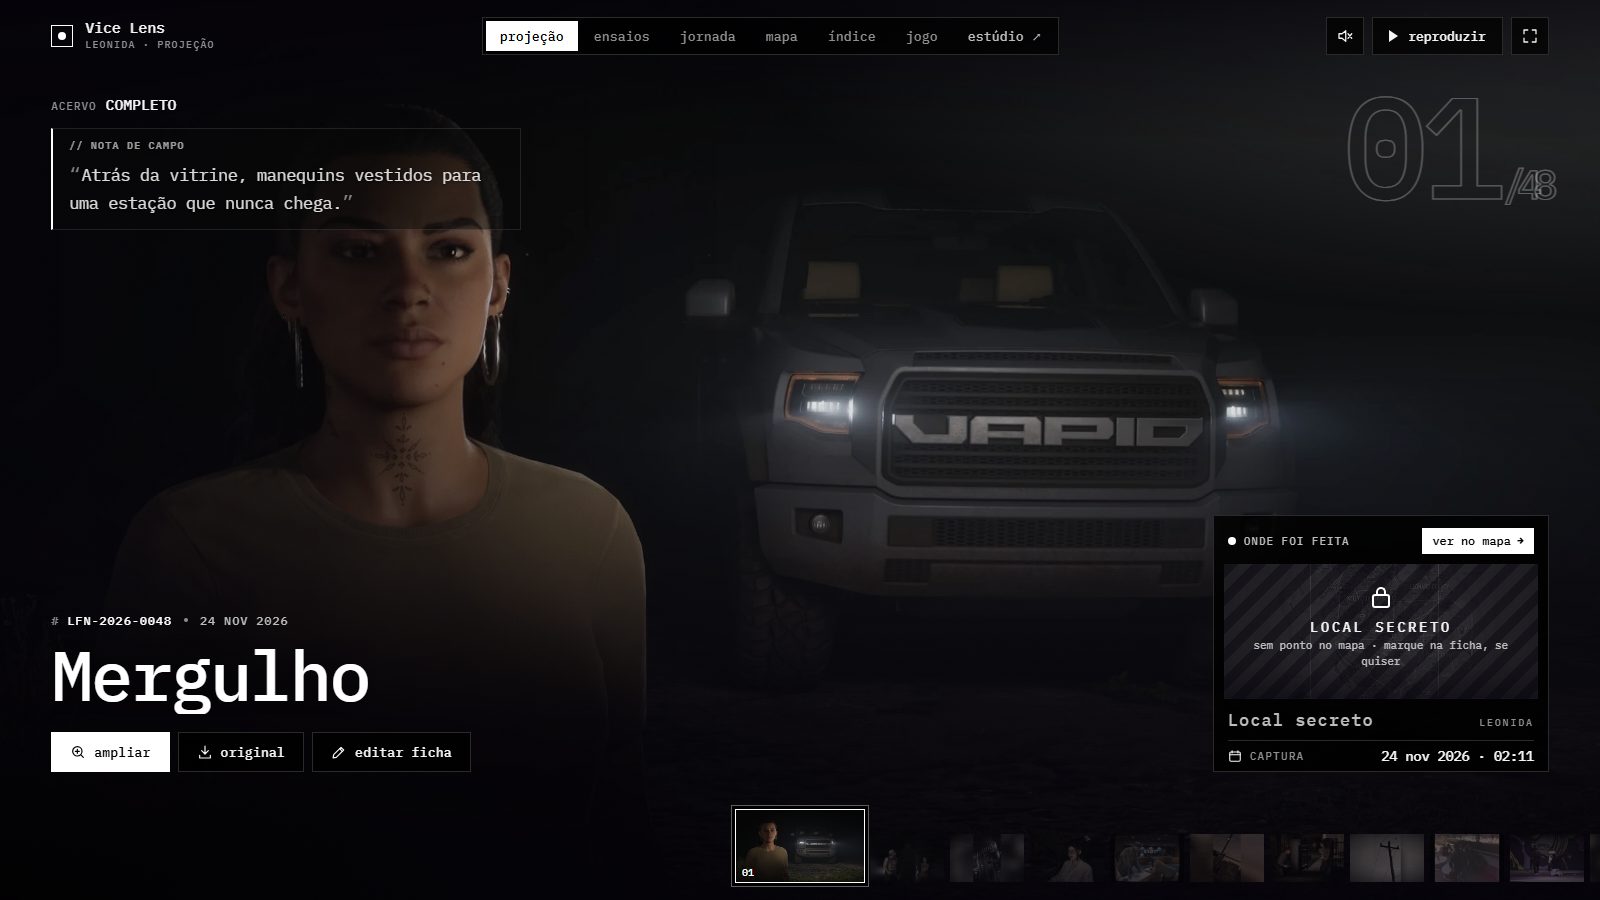 Vice Lens
LEONIDA · PROJEÇÃO
projeção ensaios jornada mapa índice jogo estúdio ↗
reproduzir
ACERVO COMPLETO
01/48
// NOTA DE CAMPO
“Atrás da vitrine, manequins vestidos para
uma estação que nunca chega.”
VAPID
# LFN-2026-0048 • 24 NOV 2026
Mergulho
ampliar original editar ficha
ONDE FOI FEITA ver no mapa →
LOCAL SECRETO
sem ponto no mapa · marque na ficha, se
quiser
Local secreto LEONIDA
CAPTURA 24 nov 2026 · 02:11
01